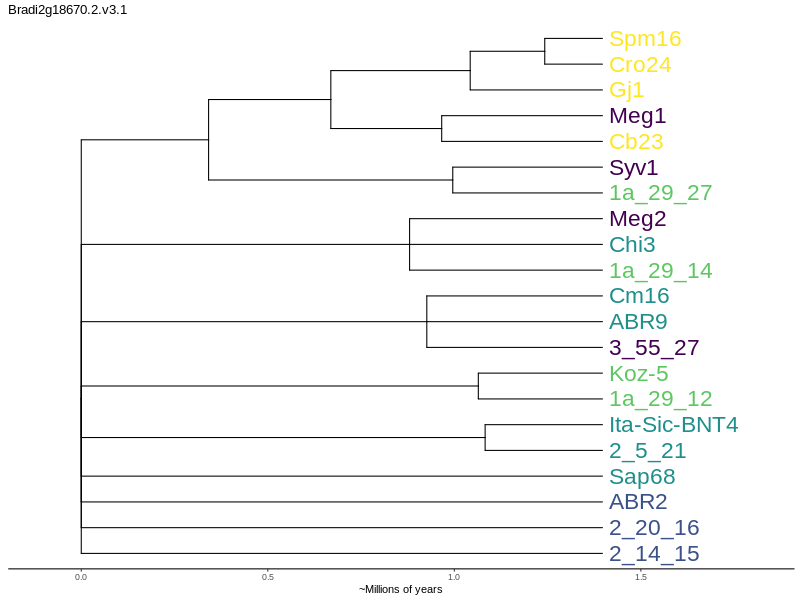 Bradi2g18670.2.v3.1
Spm16
Cro24
Gj1
Meg1
Cb23
Syv1
1a_29_27
Meg2
Chi3
1a_29_14
Cm16
ABR9
3_55_27
Koz-5
1a_29_12
Ita-Sic-BNT4
2_5_21
Sap68
ABR2
2_20_16
2_14_15
0.0 0.5 1.0 1.5
~Millions of years